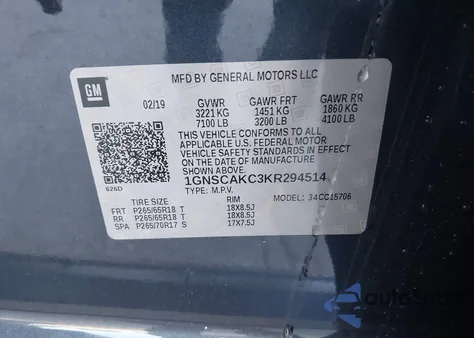 GM
MFD BY GENERAL MOTORS LLC
02/19 GVWR GAWR FRT GAWR RR
3221 KG 1451 KG 1860 KG
7100 LB 3200 LB 4100 LB
THIS VEHICLE CONFORMS TO ALL
APPLICABLE U.S. FEDERAL MOTOR
VEHICLE SAFETY STANDARDS IN EFFECT
ON THE DATE OF MANUFACTURE
SHOWN ABOVE.
1GNSCAKC3KR294514
TYPE: M.P.V. MODEL: 34CC15706
626D
TIRE SIZE RIM
FRT P265/65R18 T 18X8.5J
RR P265/65R18 T 18X8.5J
SPA P265/70R17 S 17X7.5J